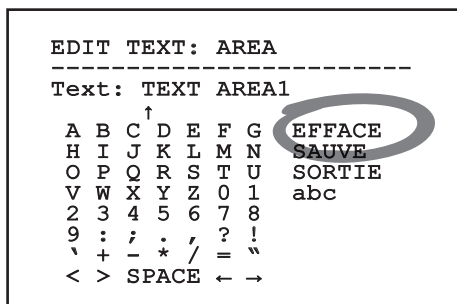 EDIT TEXT: AREA
-------------------------
Text: TEXT AREA1
↑
A B C D E F G EFFACE
H I J K L M N SAUVE
O P Q R S T U SORTIE
V W X Y Z 0 1 abc
2 3 4 5 6 7 8
9 : ; . , ? !
‵ + - * / = ‶
< > SPACE ← →